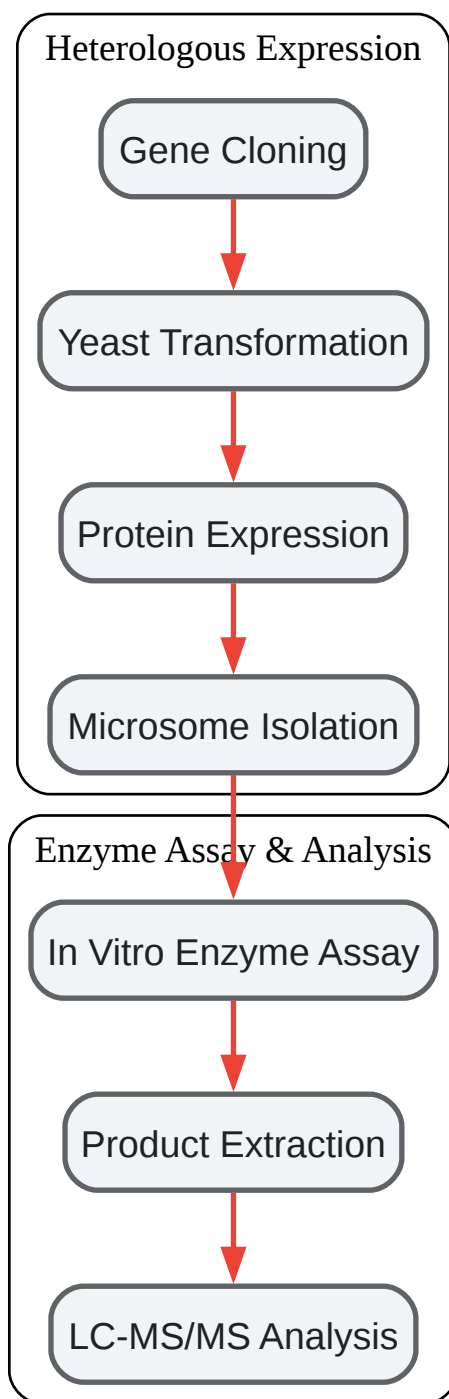 Heterologous Expression
Gene Cloning
Yeast Transformation
Protein Expression
Microsome Isolation
Enzyme Assay & Analysis
In Vitro Enzyme Assay
Product Extraction
LC-MS/MS Analysis